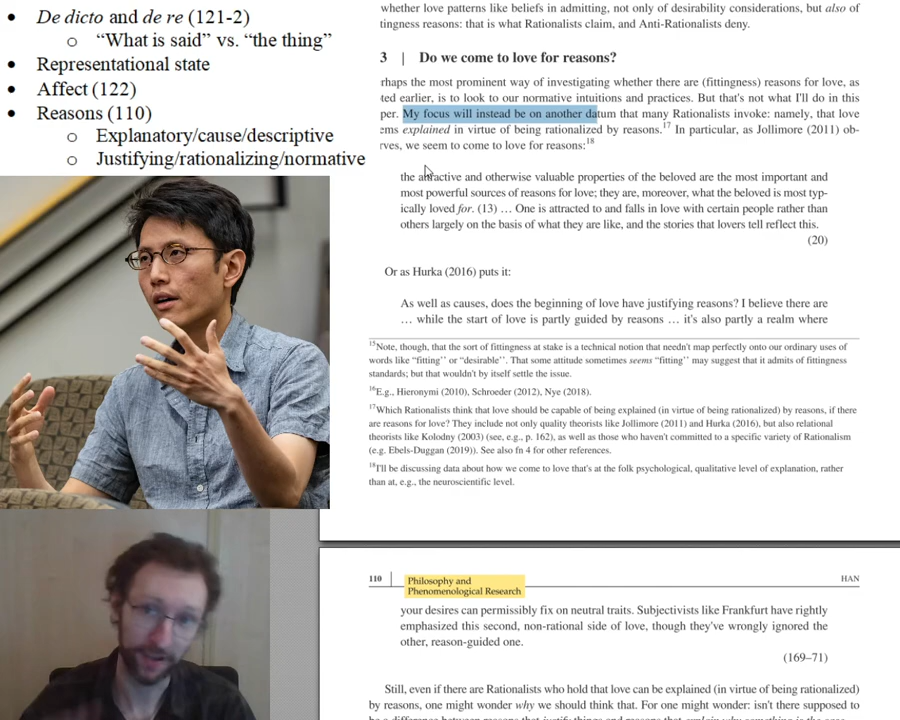 De dicto and de re (121-2)
“What is said” vs. “the thing”
Representational state
Affect (122)
Reasons (110)
Explanatory/cause/descriptive
Justifying/rationalizing/normative
whether love patterns like beliefs in admitting, not only of desirability considerations, but also of
tingness reasons: that is what Rationalists claim, and Anti-Rationalists deny.
3 | Do we come to love for reasons?
rhaps the most prominent way of investigating whether there are (fittingness) reasons for love, as
ted earlier, is to look to our normative intuitions and practices. But that's not what I'll do in this
per. My focus will instead be on another datum that many Rationalists invoke: namely, that love
ems explained in virtue of being rationalized by reasons.17 In particular, as Jollimore (2011) ob-
rves, we seem to come to love for reasons:18
the attractive and otherwise valuable properties of the beloved are the most important and
most powerful sources of reasons for love; they are, moreover, what the beloved is most typ-
ically loved for. (13) … One is attracted to and falls in love with certain people rather than
others largely on the basis of what they are like, and the stories that lovers tell reflect this.
(20)
Or as Hurka (2016) puts it:
As well as causes, does the beginning of love have justifying reasons? I believe there are
… while the start of love is partly guided by reasons … it's also partly a realm where
15Note, though, that the sort of fittingness at stake is a technical notion that needn't map perfectly onto our ordinary uses of
words like “fitting’’ or “desirable’’. That some attitude sometimes seems “fitting’’ may suggest that it admits of fittingness
standards; but that wouldn't by itself settle the issue.
16E.g., Hieronymi (2010), Schroeder (2012), Nye (2018).
17Which Rationalists think that love should be capable of being explained (in virtue of being rationalized) by reasons, if there
are reasons for love? They include not only quality theorists like Jollimore (2011) and Hurka (2016), but also relational
theorists like Kolodny (2003) (see, e.g., p. 162), as well as those who haven't committed to a specific variety of Rationalism
(e.g. Ebels-Duggan (2019)). See also fn 4 for other references.
18I'll be discussing data about how we come to love that's at the folk psychological, qualitative level of explanation, rather
than at, e.g., the neuroscientific level.
110 | Philosophy and
Phenomenological Research
HAN
your desires can permissibly fix on neutral traits. Subjectivists like Frankfurt have rightly
emphasized this second, non-rational side of love, though they've wrongly ignored the
other, reason-guided one.
(169–71)
Still, even if there are Rationalists who hold that love can be explained (in virtue of being rationalized)
by reasons, one might wonder why we should think that. For one might wonder: isn't there supposed to
be a difference between reasons that justify things and reasons that explain why something is the case